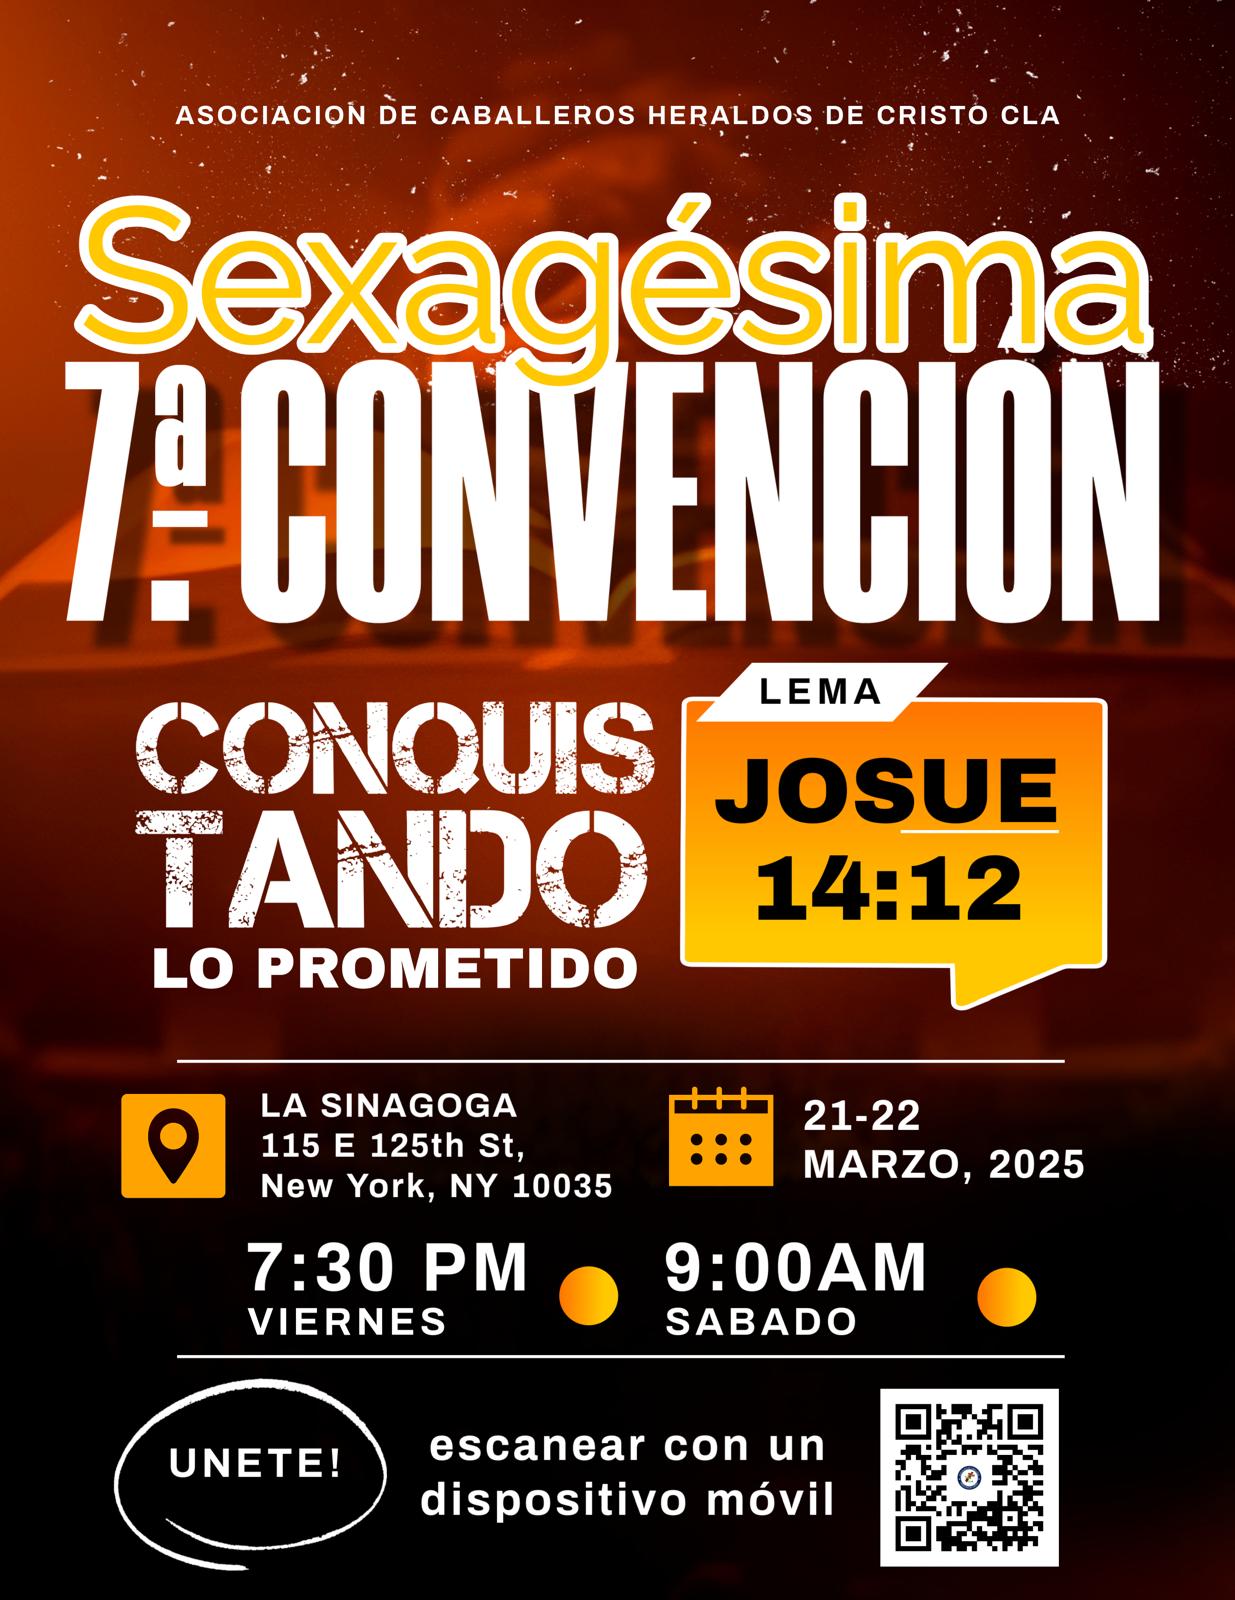 ASOCIACION DE CABALLEROS HERALDOS DE CRISTO CLA
Sexagésima
7ª. CONVENCIÓN
CONQUIS
TANDO
LO PROMETIDO
LEMA
JOSUE
14:12
LA SINAGOGA
115 E 125th St,
New York, NY 10035
21-22
MARZO, 2025
7:30 PM
VIERNES
9:00AM
SABADO
UNETE!
escanear con un
dispositivo móvil